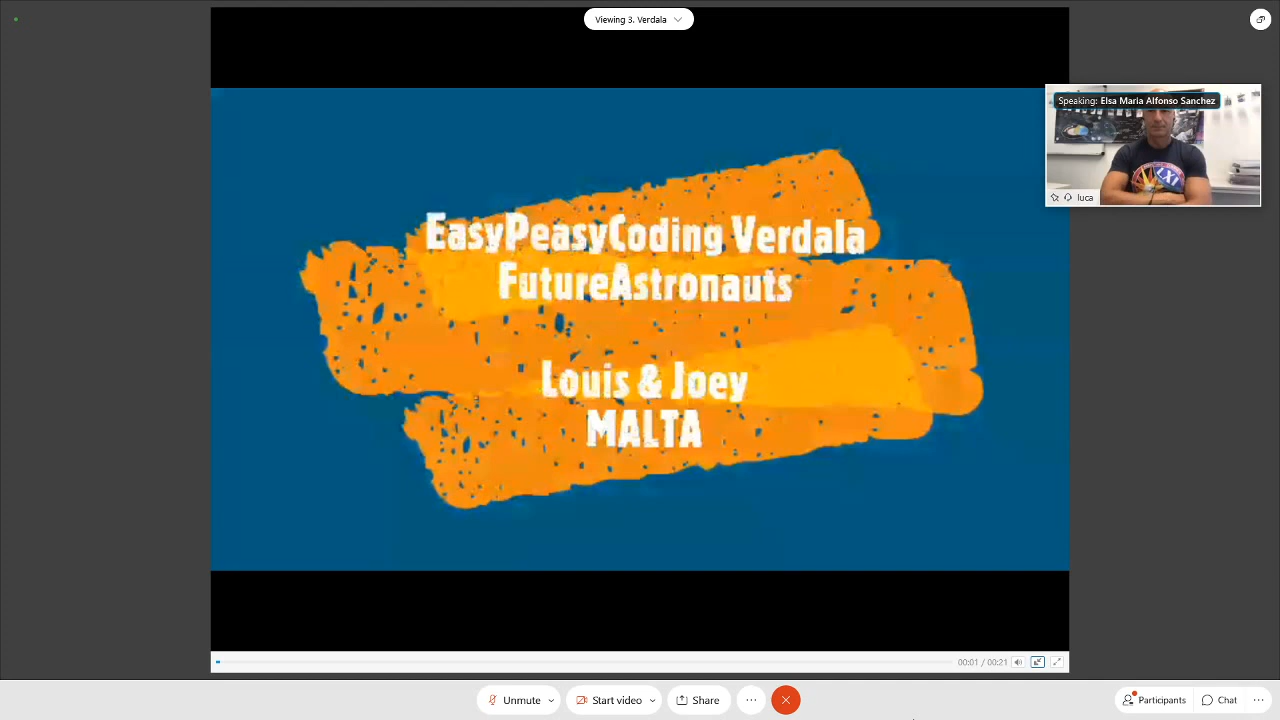 Viewing 3. Verdala
Speaking: Elsa Maria Alfonso Sanchez
LXI
luca
EasyPeasyCoding Verdala
FutureAstronauts
Louis & Joey
MALTA
00:01 / 00:21
Unmute
Start video
Share
Participants
Chat